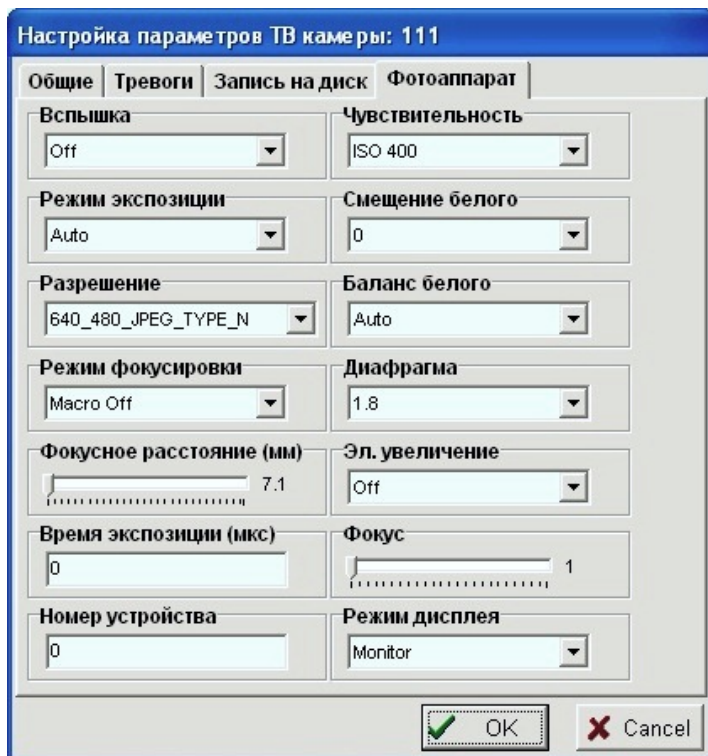 Настройка параметров ТВ камеры: 111
Общие Тревоги Запись на диск Фотоаппарат
Вспышка
Off
Чувствительность
ISO 400
Режим экспозиции
Auto
Смещение белого
0
Разрешение
640_480_JPEG_TYPE_N
Баланс белого
Auto
Режим фокусировки
Macro Off
Диафрагма
1.8
Фокусное расстояние (мм)
7.1
Эл. увеличение
Off
Время экспозиции (мкс)
0
Фокус
1
Номер устройства
0
Режим дисплея
Monitor
OK Cancel